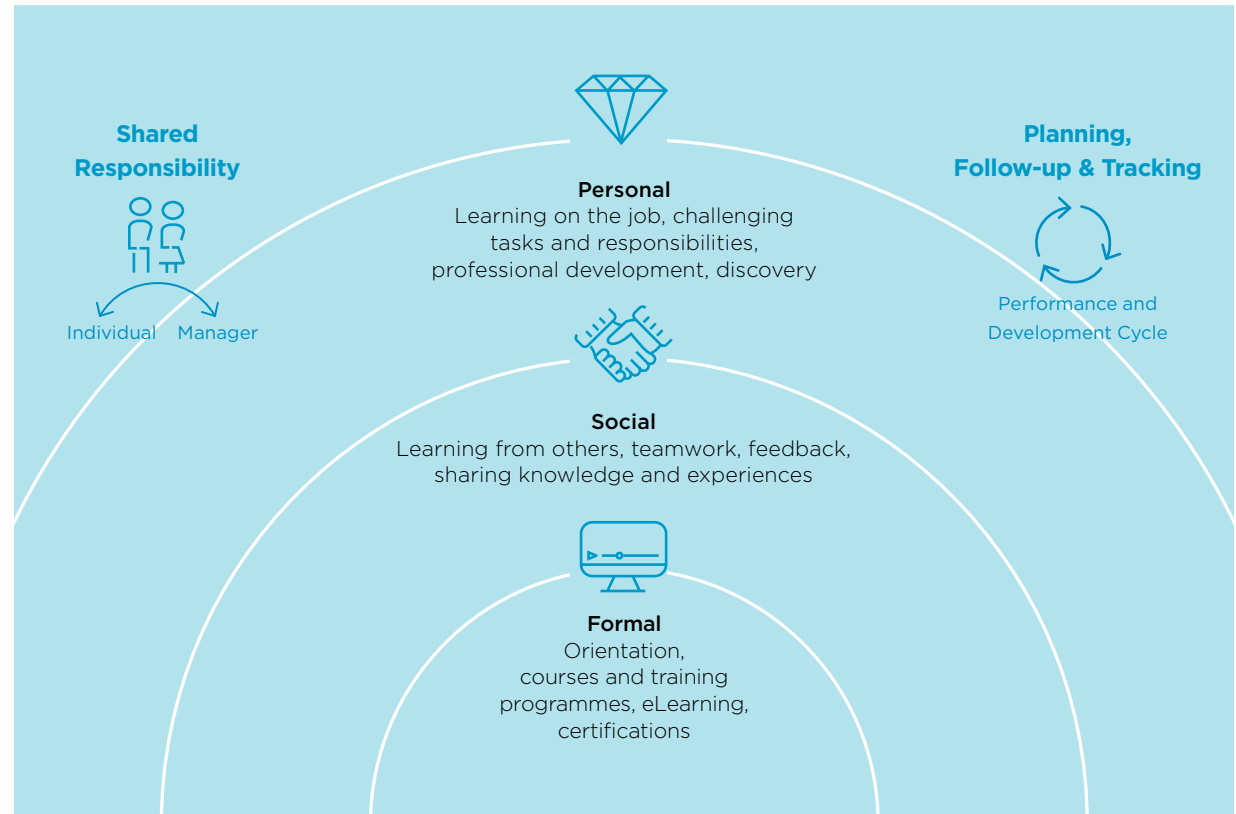 Shared
Responsibility
Individual
Manager
Personal
Learning on the job, challenging
tasks and responsibilities,
professional development, discovery
Social
Learning from others, teamwork, feedback,
sharing knowledge and experiences
Formal
Orientation,
courses and training
programmes, eLearning,
certifications
Planning,
Follow-up & Tracking
Performance and
Development Cycle